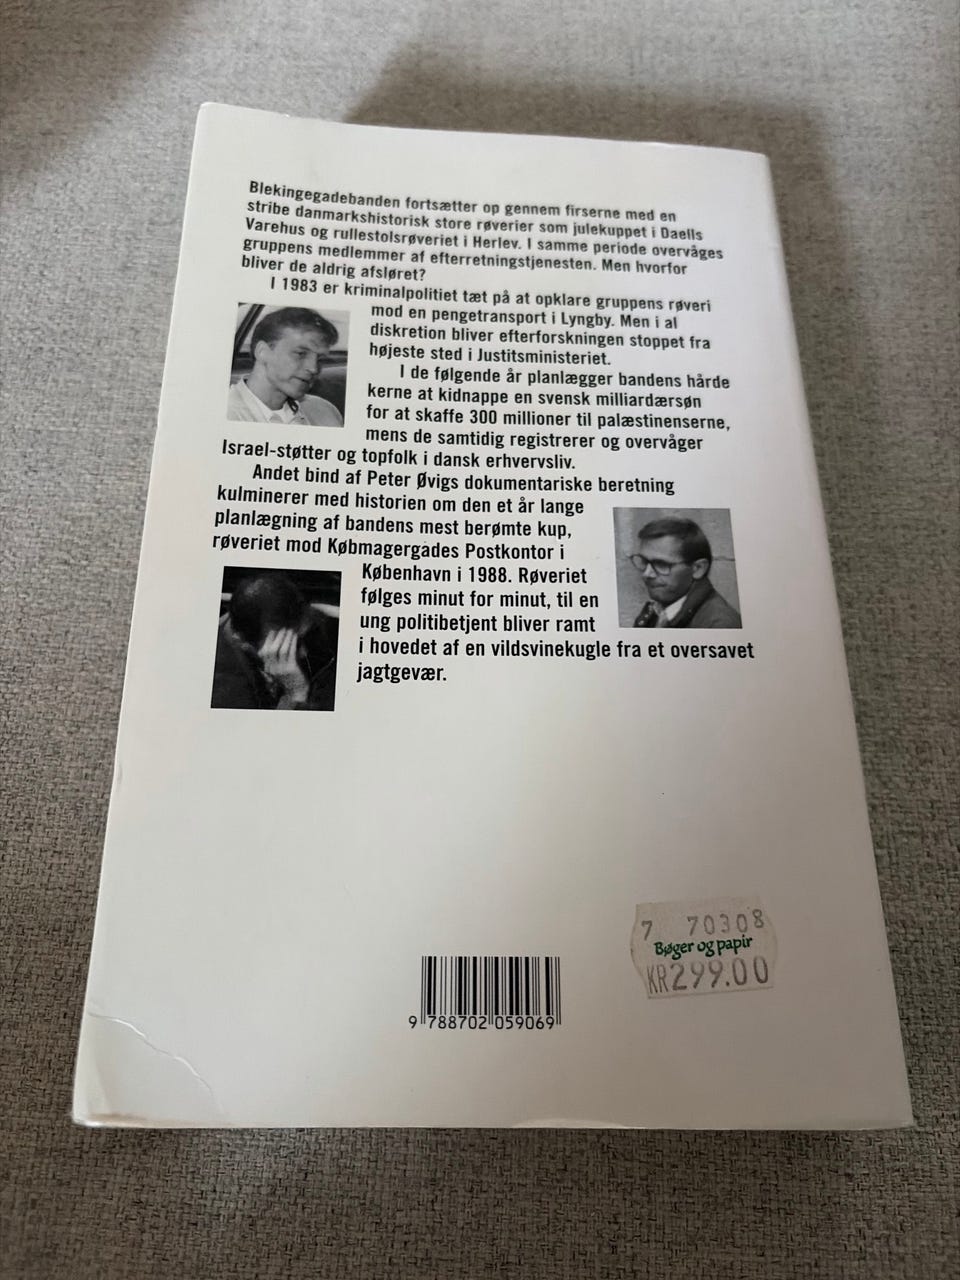 Blekingegadebanden fortsætter op gennem firserne med en
stribe danmarkshistorisk store røverier som julekuppet i Daells
Varehus og rullestolsrøveriet i Herlev. I samme periode overvåges
gruppens medlemmer af efterretningstjenesten. Men hvorfor
bliver de aldrig afsløret?
I 1983 er kriminalpolitiet tæt på at opklare gruppens røveri
mod en pengetransport i Lyngby. Men i al
diskretion bliver efterforskningen stoppet fra
højeste sted i Justitsministeriet.
I de følgende år planlægger bandens hårde
kerne at kidnappe en svensk milliardærsøn
for at skaffe 300 millioner til palæstinenserne,
mens de samtidig registrerer og overvåger
Israel-støtter og topfolk i dansk erhvervsliv.
Andet bind af Peter Øvigs dokumentariske beretning
kulminerer med historien om den et år lange
planlægning af bandens mest berømte kup,
røveriet mod Købmagergades Postkontor i
København i 1988. Røveriet
følges minut for minut, til en
ung politibetjent bliver ramt
i hovedet af en vildsvinekugle fra et oversavet
jagtgevær.
7 70308
Bøger og papir
KR299.00
9 788702 059069